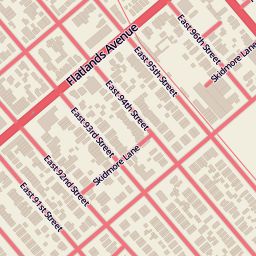 Flatlands Avenue
East 96th Street
East 95th Street
Skidmore Lane
East 94th Street
East 93rd Street
Skidmore Lane
East 92nd Street
East 91st Street